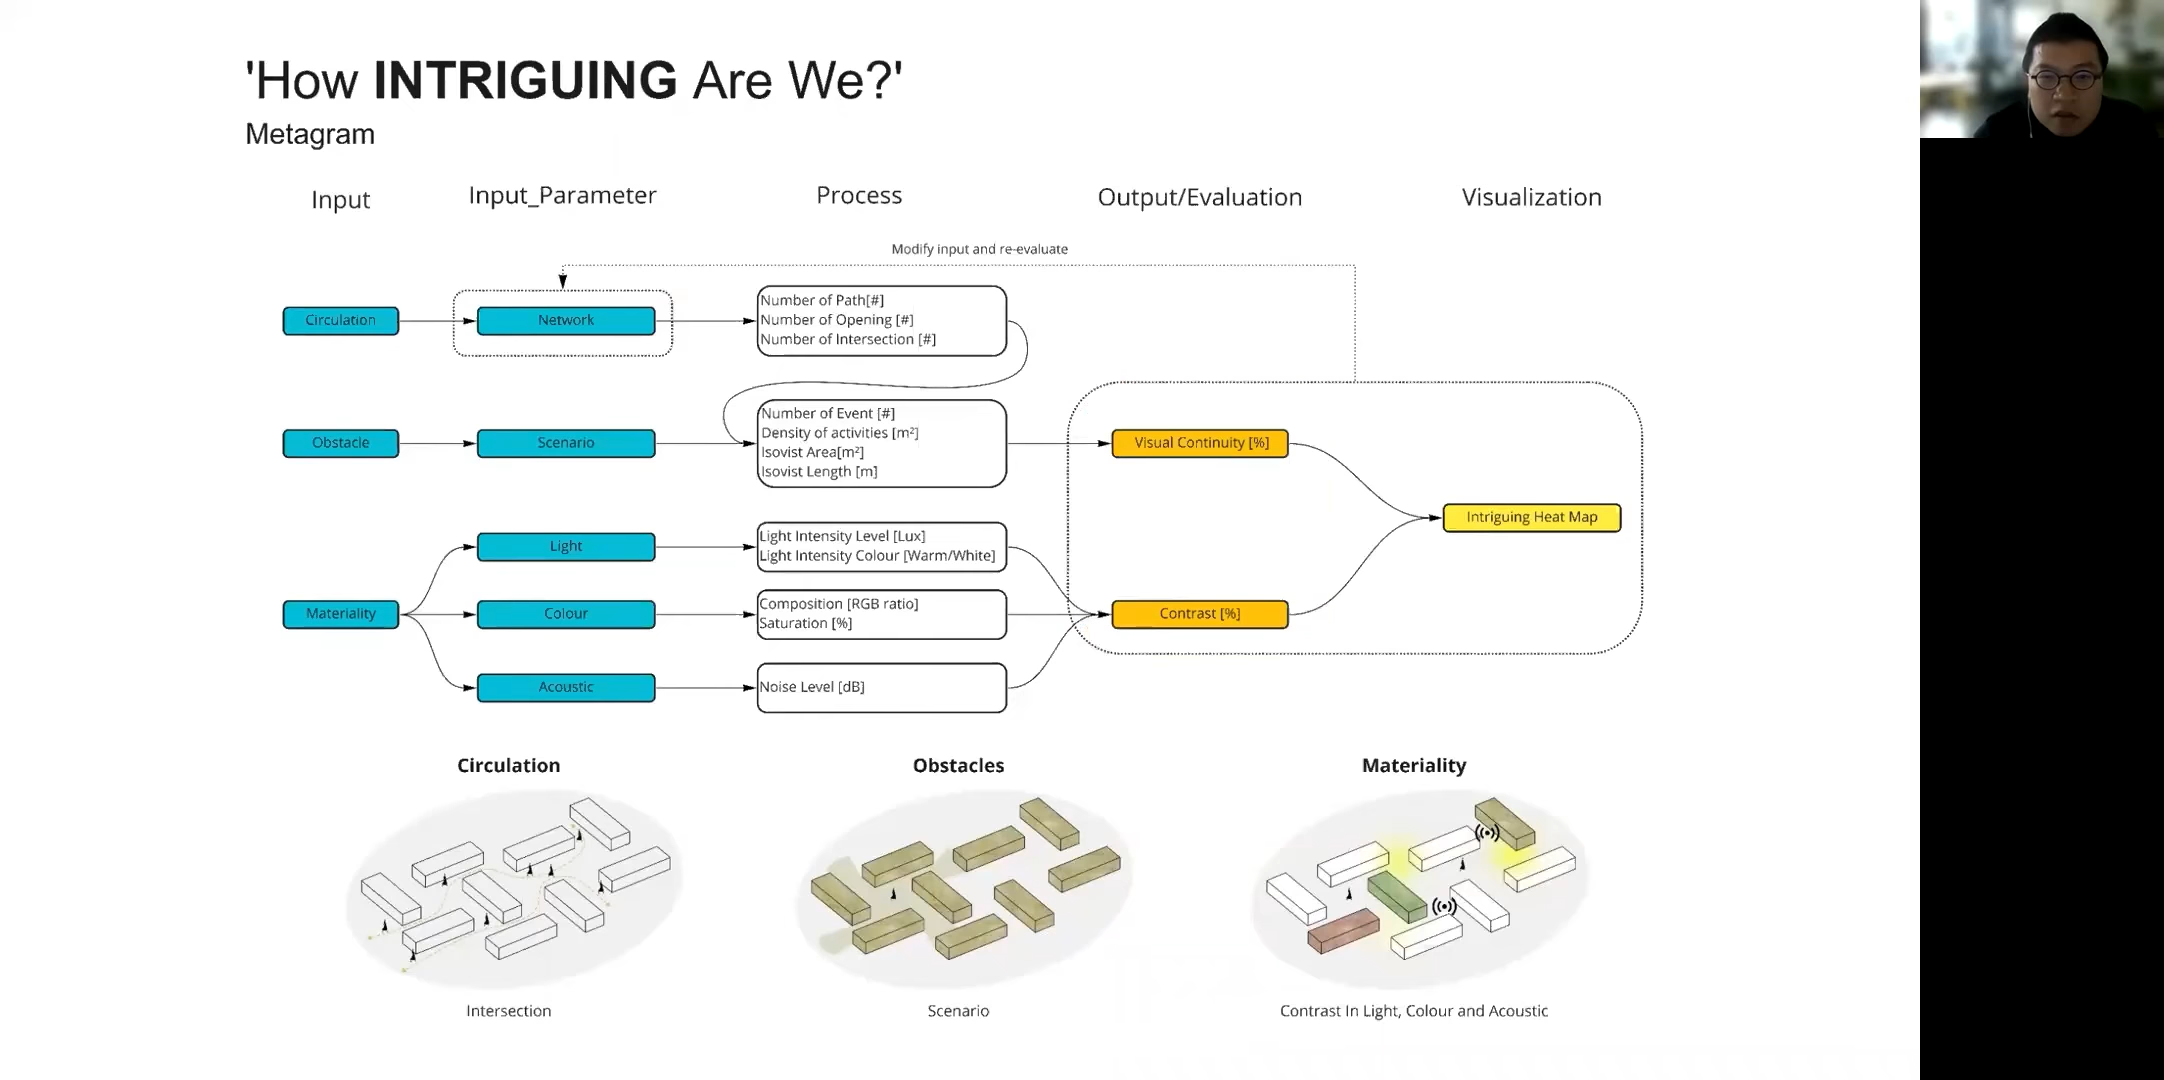 'How INTRIGUING Are We?'
Metagram
Input
Input_Parameter
Process
Output/Evaluation
Visualization
Modify input and re-evaluate
Circulation
Network
Number of Path[#]
Number of Opening [#]
Number of Intersection [#]
Obstacle
Scenario
Number of Event [#]
Density of activities [m²]
Isovist Area[m²]
Isovist Length [m]
Visual Continuity [%]
Intriguing Heat Map
Materiality
Light
Light Intensity Level [Lux]
Light Intensity Colour [Warm/White]
Colour
Composition [RGB ratio]
Saturation [%]
Contrast [%]
Acoustic
Noise Level [dB]
Circulation
Obstacles
Materiality
Intersection
Scenario
Contrast In Light, Colour and Acoustic